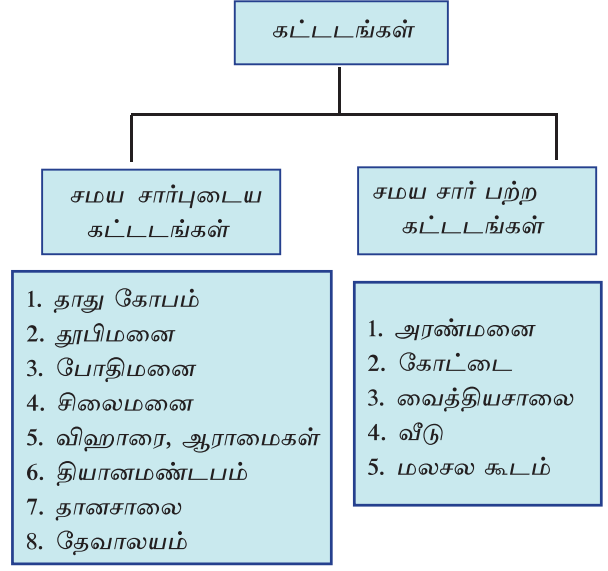 கட்டடங்கள்
சமய சார்புடைய
கட்டடங்கள்
சமய சார் பற்ற
கட்டடங்கள்
1. தாது கோபம்
2. தூபிமனை
3. போதிமனை
4. சிலைமனை
5. விஹாரை, ஆராமைகள்
6. தியானமண்டபம்
7. தானசாலை
8. தேவாலயம்
1. அரண்மனை
2. கோட்டை
3. வைத்தியசாலை
4. வீடு
5. மலசல கூடம்